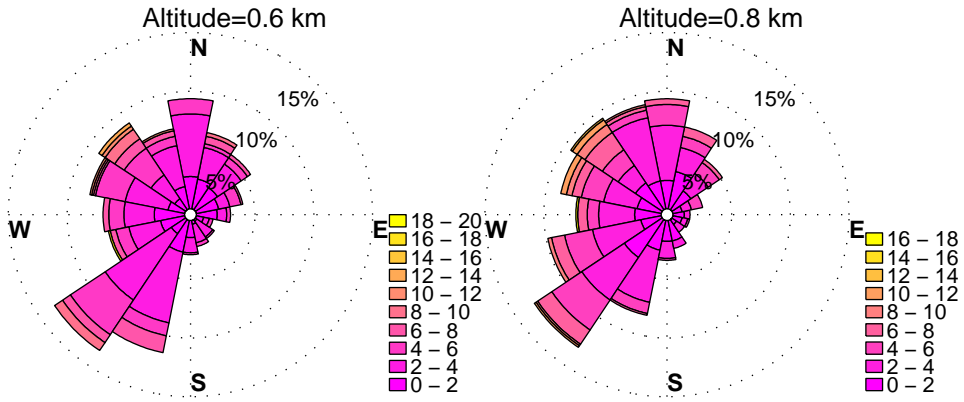 Altitude=0.6 km
N
15%
10%
5%
W
E
S
18 – 20
16 – 18
14 – 16
12 – 14
10 – 12
8 – 10
6 – 8
4 – 6
2 – 4
0 – 2
Altitude=0.8 km
N
15%
10%
5%
W
E
S
16 – 18
14 – 16
12 – 14
10 – 12
8 – 10
6 – 8
4 – 6
2 – 4
0 – 2